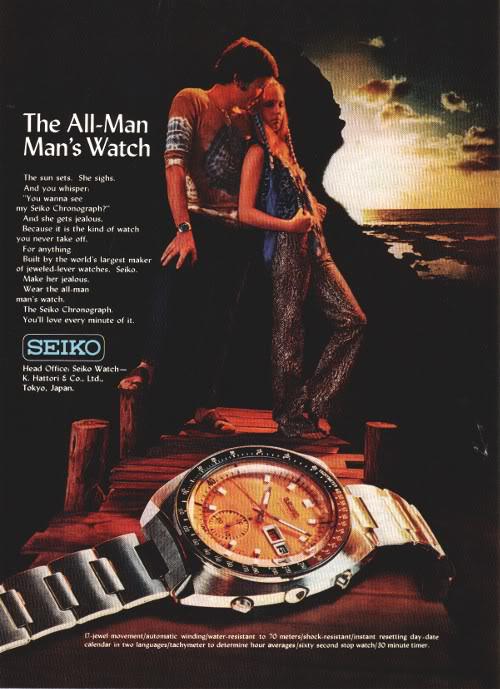 The All-Man
Man's Watch
The sun sets. She sighs.
And you whisper:
"You wanna see
my Seiko Chronograph?"
And she gets jealous.
Because it is the kind of watch
you never take off.
For anything.
Built by the world's largest maker
of jeweled-lever watches. Seiko.
Make her jealous.
Wear the all-man
man's watch.
The Seiko Chronograph.
You'll love every minute of it.
SEIKO
Head Office: Seiko Watch—
K. Hattori & Co., Ltd.,
Tokyo, Japan.
SEIKO
17-jewel movement/automatic winding/water-resistant to 70 meters/shock-resistant/instant resetting day-date
calendar in two languages/tachymeter to determine hour averages/sixty second stop watch/30 minute timer.